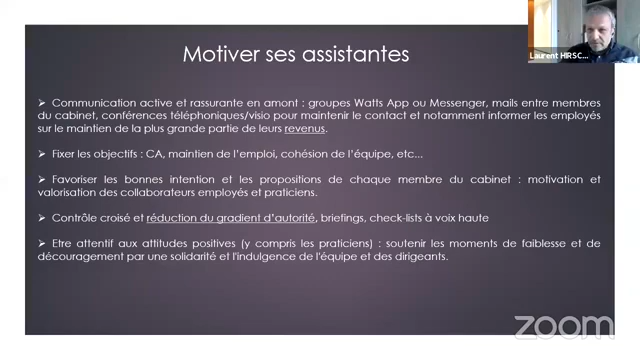 Laurent HIRSC...
Motiver ses assistantes
➤ Communication active et rassurante en amont : groupes Watts App ou Messenger, mails entre membres
du cabinet, conférences téléphoniques/visio pour maintenir le contact et notamment informer les employés
sur le maintien de la plus grande partie de leurs revenus.
➤ Fixer les objectifs : CA, maintien de l'emploi, cohésion de l'équipe, etc...
➤ Favoriser les bonnes intention et les propositions de chaque membre du cabinet : motivation et
valorisation des collaborateurs employés et praticiens.
➤ Contrôle croisé et réduction du gradient d'autorité, briefings, check-lists à voix haute
➤ Etre attentif aux attitudes positives (y compris les praticiens) : soutenir les moments de faiblesse et de
découragement par une solidarité et l'indulgence de l'équipe et des dirigeants.
zoom